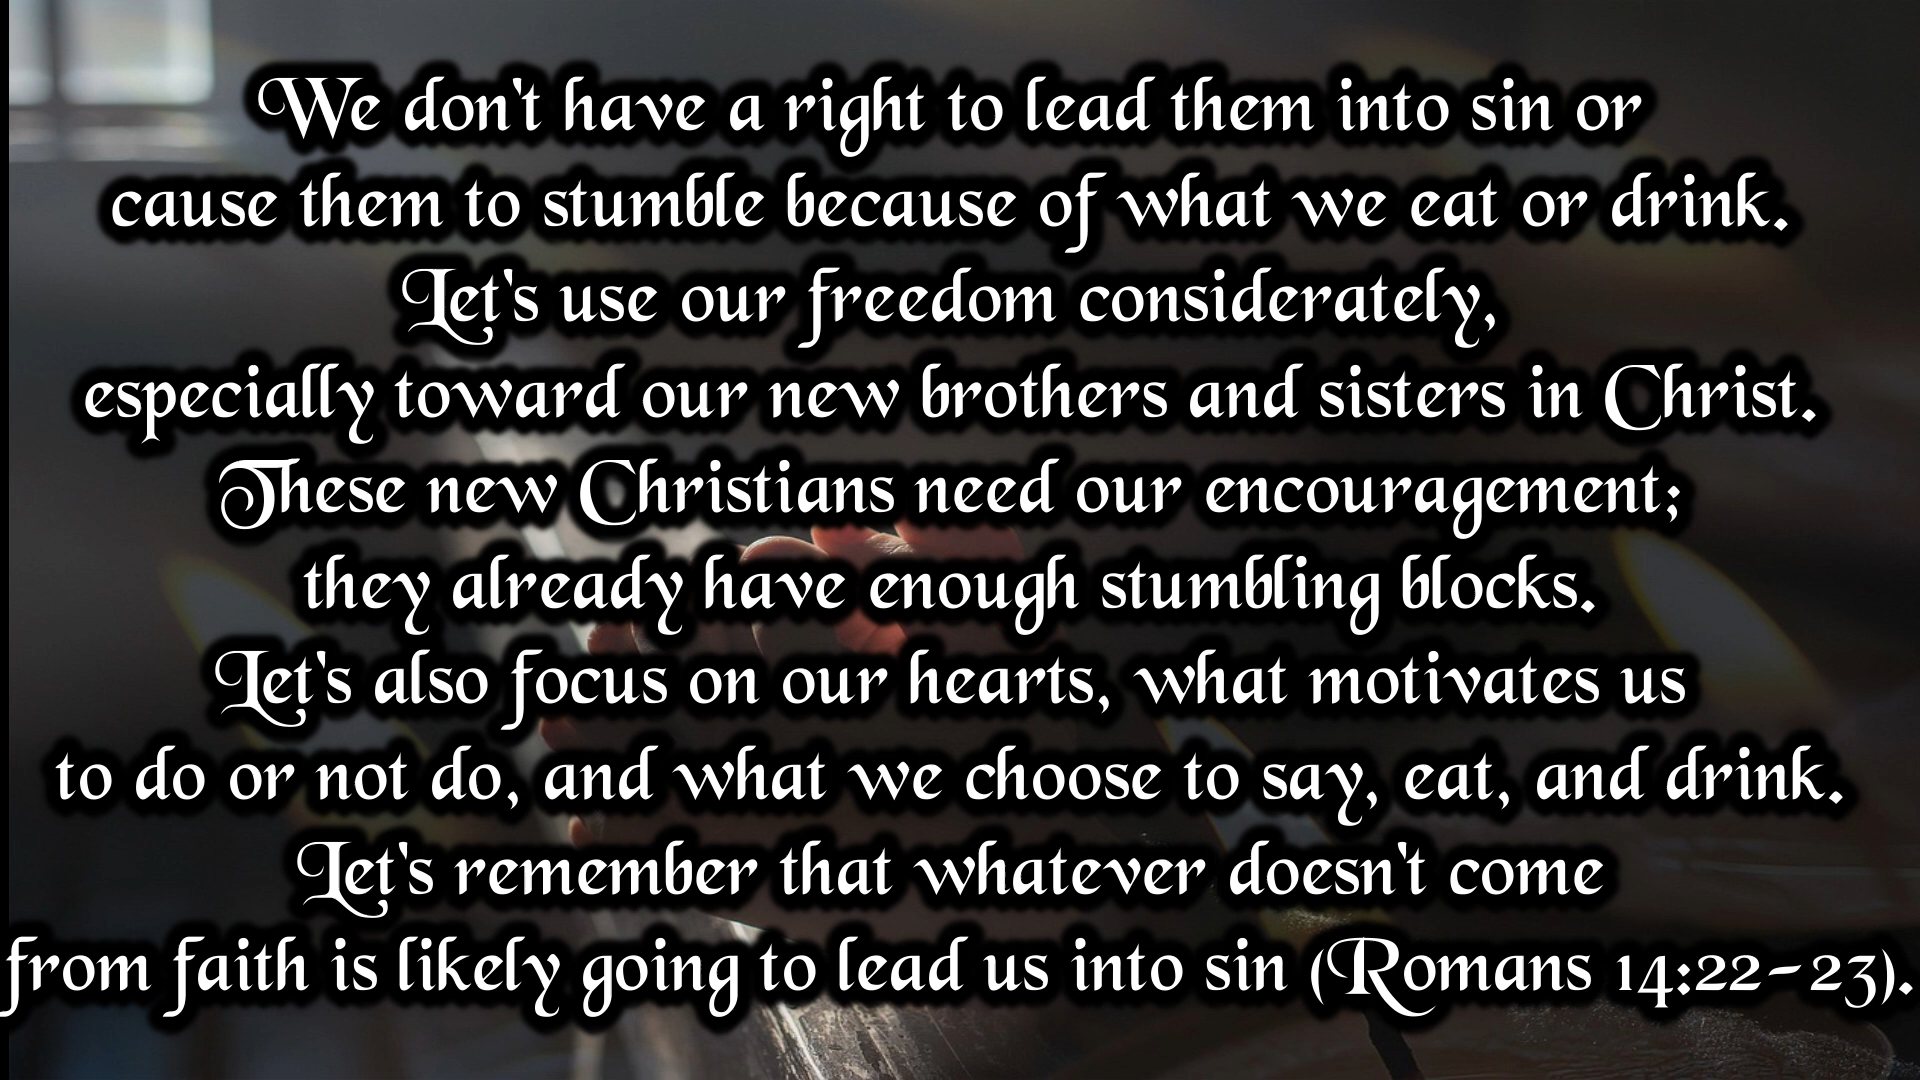 We don't have a right to lead them into sin or
cause them to stumble because of what we eat or drink.
Let's use our freedom considerately,
especially toward our new brothers and sisters in Christ.
These new Christians need our encouragement;
they already have enough stumbling blocks.
Let's also focus on our hearts, what motivates us
to do or not do, and what we choose to say, eat, and drink.
Let's remember that whatever doesn't come
from faith is likely going to lead us into sin (Romans 14:22-23).